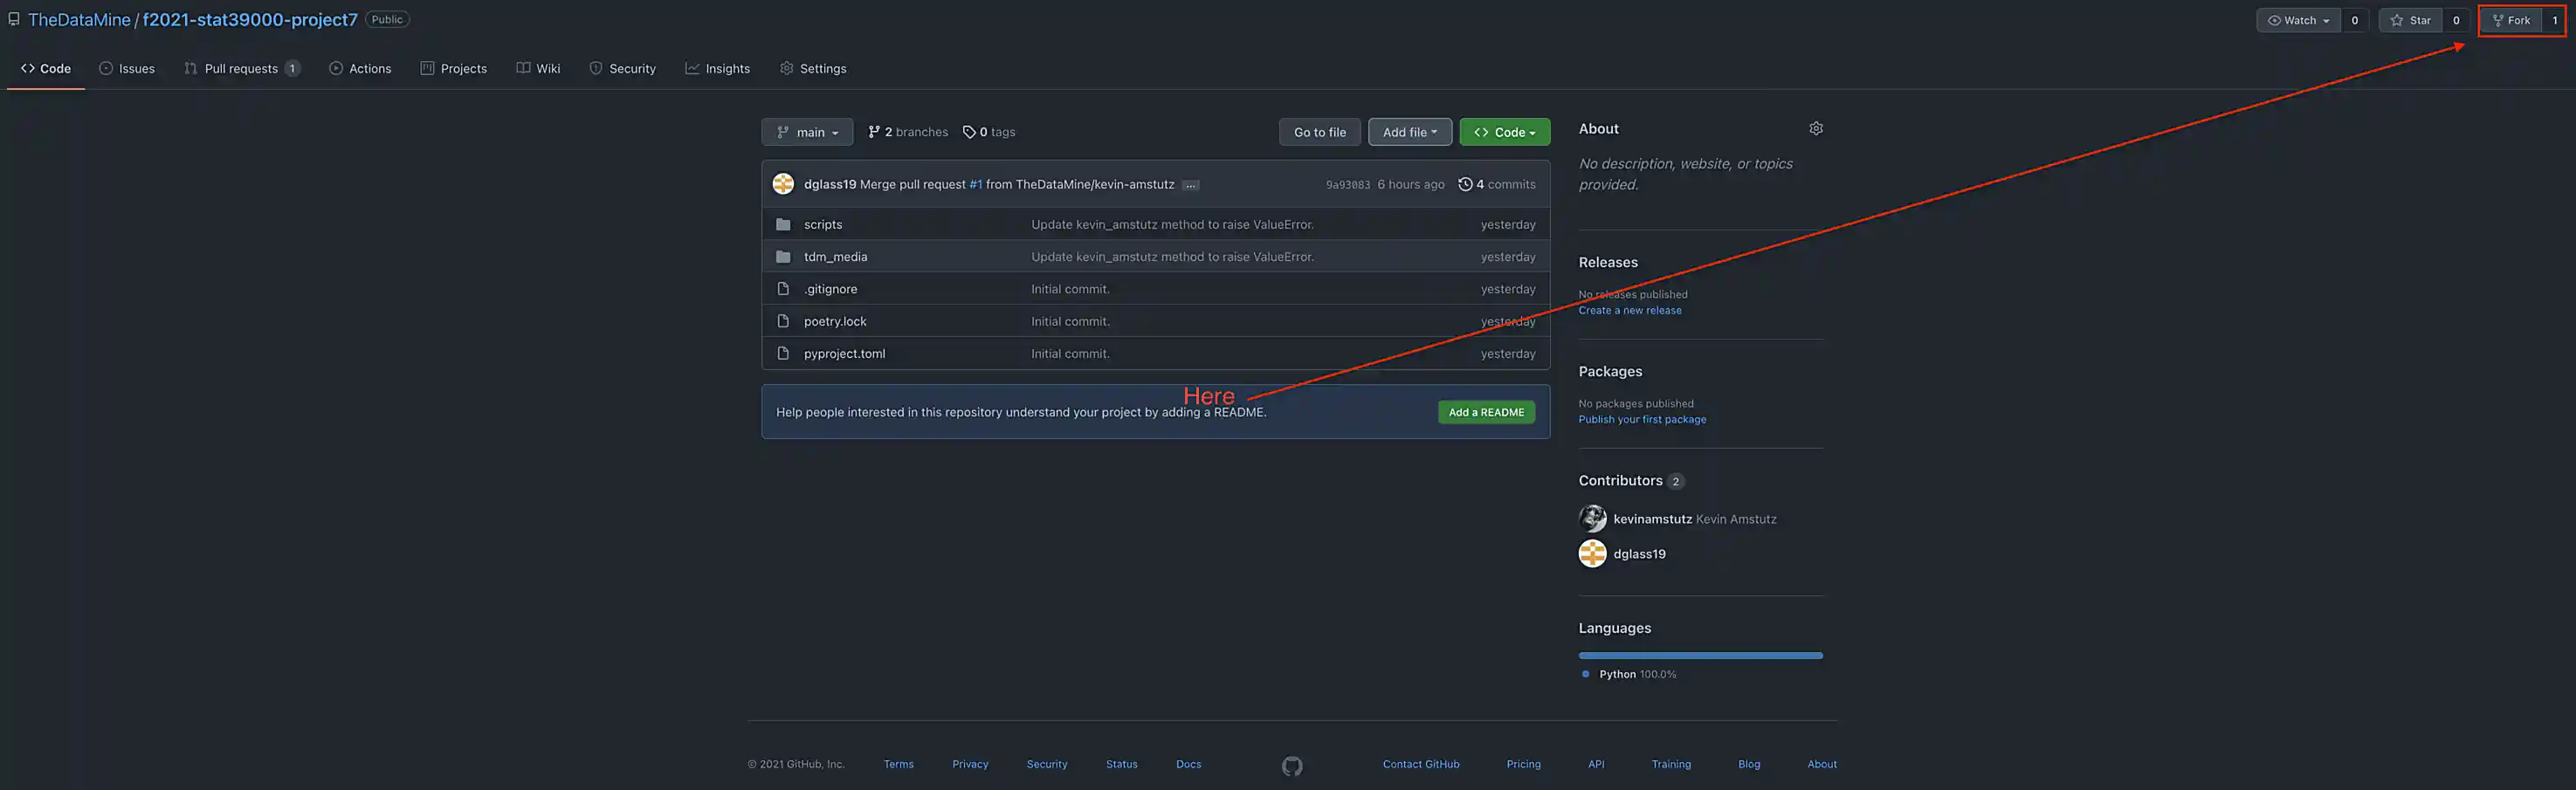 TheDataMine / f2021-stat39000-project7 Public
Watch 0 Star 0 Fork 1
Code Issues Pull requests 1 Actions Projects Wiki Security Insights Settings
main 2 branches 0 tags Go to file Add file Code
dglass19 Merge pull request #1 from TheDataMine/kevin-amstutz ... 9a93083 6 hours ago 4 commits
scripts Update kevin_amstutz method to raise ValueError. yesterday
tdm_media Update kevin_amstutz method to raise ValueError. yesterday
.gitignore Initial commit. yesterday
poetry.lock Initial commit. yesterday
pyproject.toml Initial commit. yesterday
Here
Help people interested in this repository understand your project by adding a README. Add a README
About
No description, website, or topics
provided.
Releases
No releases published
Create a new release
Packages
No packages published
Publish your first package
Contributors 2
kevinamstutz Kevin Amstutz
dglass19
Languages
Python 100.0%
© 2021 GitHub, Inc. Terms Privacy Security Status Docs Contact GitHub Pricing API Training Blog About